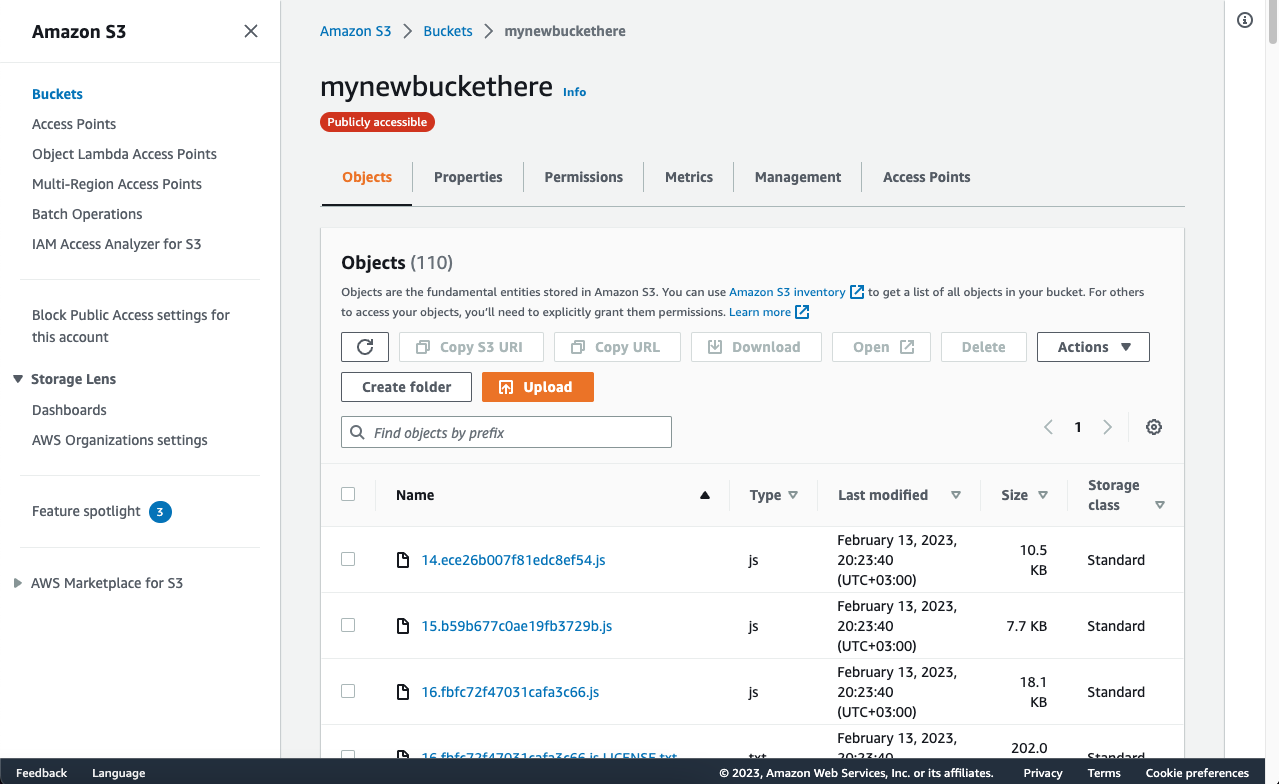 Amazon S3
Buckets
Access Points
Object Lambda Access Points
Multi-Region Access Points
Batch Operations
IAM Access Analyzer for S3
Block Public Access settings for
this account
Storage Lens
Dashboards
AWS Organizations settings
Feature spotlight 3
AWS Marketplace for S3
Amazon S3 Buckets mynewbuckethere
mynewbuckethere Info
Publicly accessible
Objects Properties Permissions Metrics Management Access Points
Objects (110)
Objects are the fundamental entities stored in Amazon S3. You can use Amazon S3 inventory to get a list of all objects in your bucket. For others
to access your objects, you’ll need to explicitly grant them permissions. Learn more
Copy S3 URI Copy URL Download Open Delete Actions
Create folder Upload
Find objects by prefix 1
Name Type Last modified Size Storage
class
14.ece26b007f81edc8ef54.js js February 13, 2023,
20:23:40
(UTC+03:00) 10.5
KB Standard
15.b59b677c0ae19fb3729b.js js February 13, 2023,
20:23:40
(UTC+03:00) 7.7 KB Standard
16.fbfc72f47031cafa3c66.js js February 13, 2023,
20:23:40
(UTC+03:00) 18.1
KB Standard
16.fbfc72f47031cafa3c66.js.LICENSE.txt txt February 13, 2023,
20:23:40 202.0
Standard
Feedback Language © 2023, Amazon Web Services, Inc. or its affiliates. Privacy Terms Cookie preferences